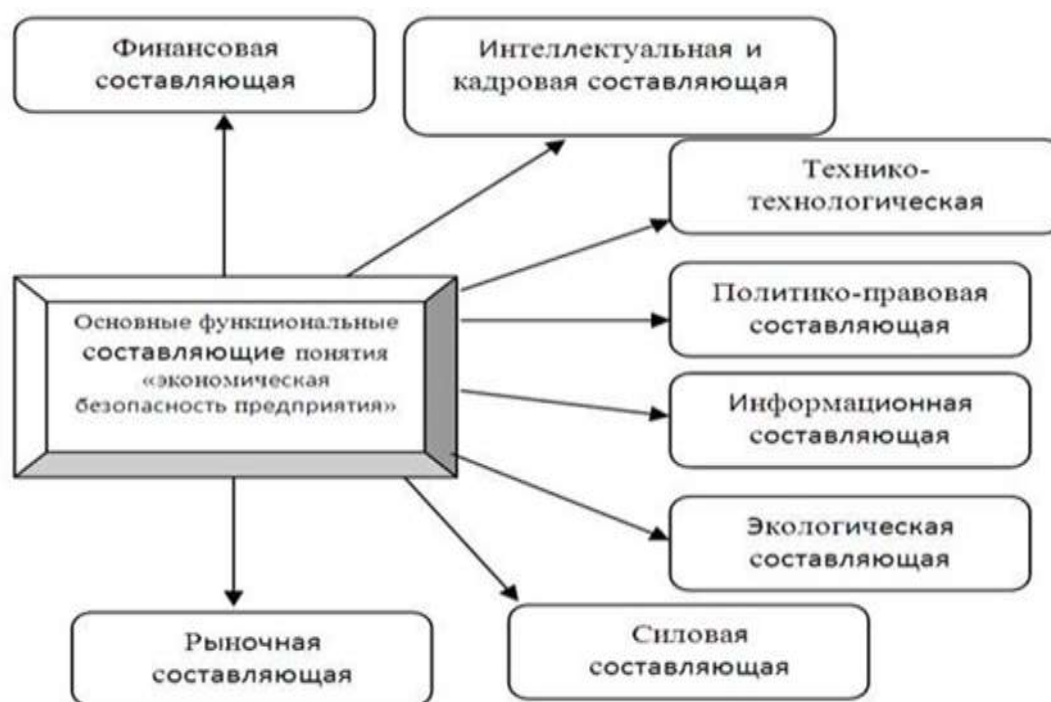 Финансовая
составляющая
Интеллектуальная и
кадровая составляющая
Технико-
технологическая
Основные функциональные
составляющие понятия
«экономическая
безопасность предприятия»
Политико-правовая
составляющая
Информационная
составляющая
Экологическая
составляющая
Рыночная
составляющая
Силовая
составляющая